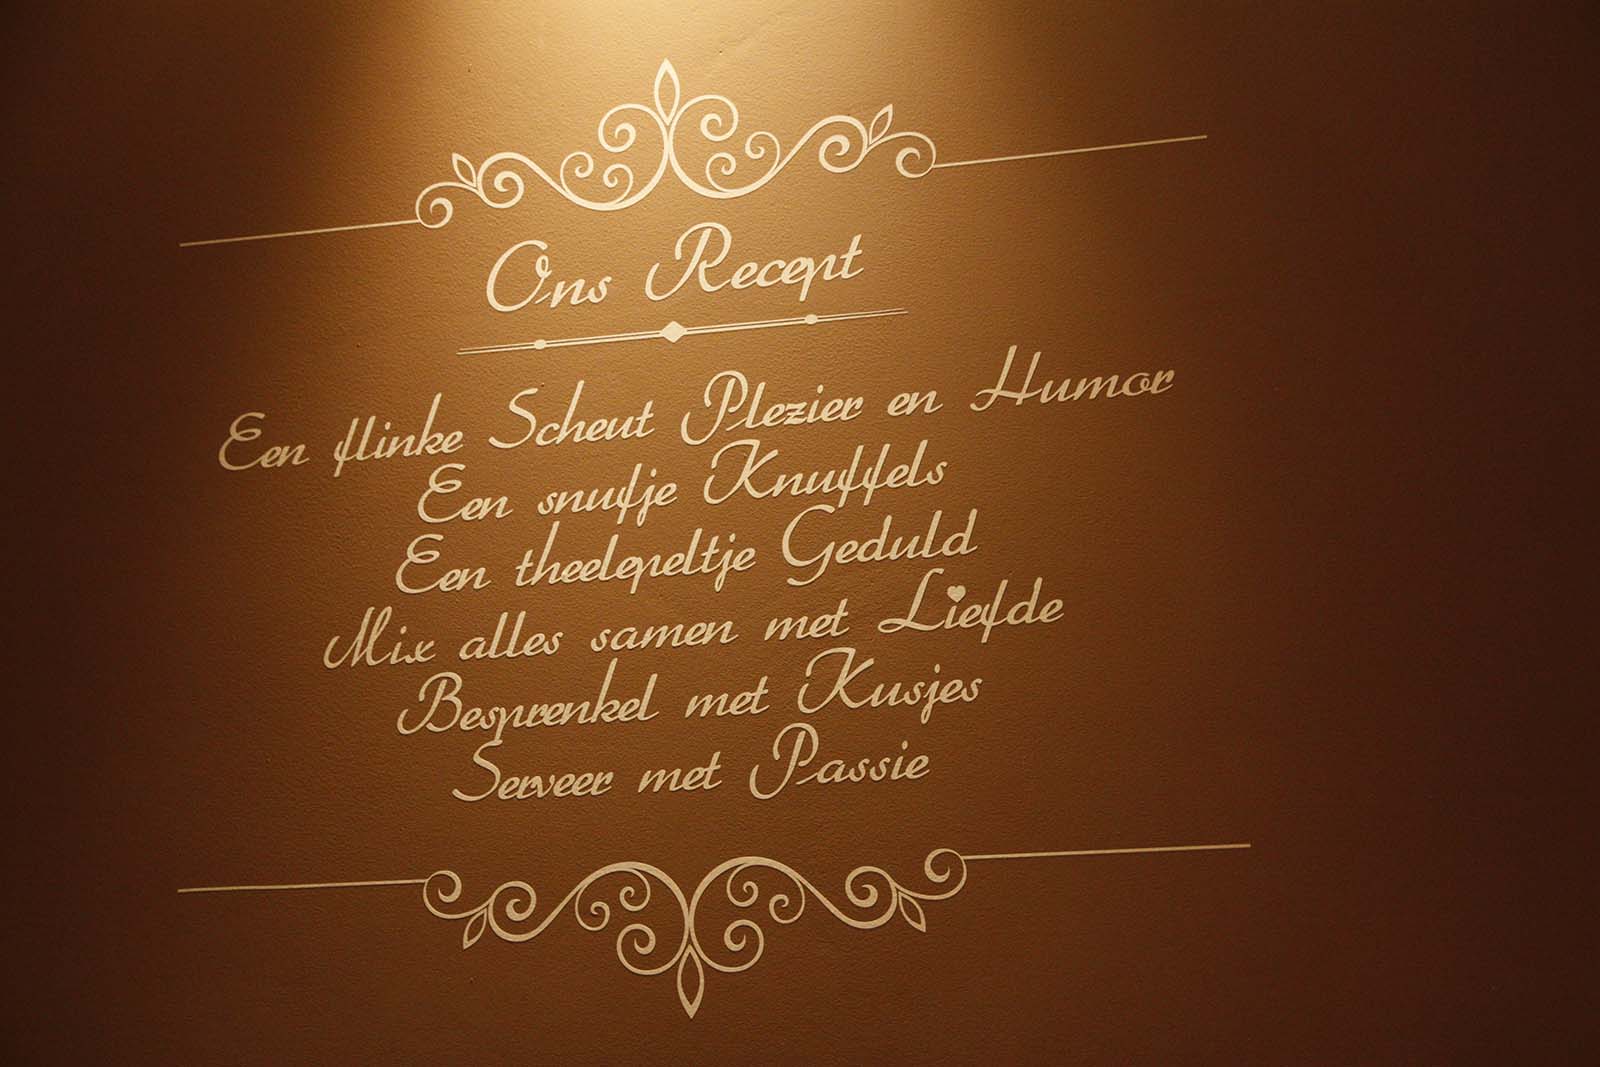 Ons Recept
Een flinke Scheut Plezier en Humor
Een snufje Knuffels
Een theelepeltje Geduld
Mix alles samen met Liefde
Besprenkel met Kusjes
Serveer met Passie